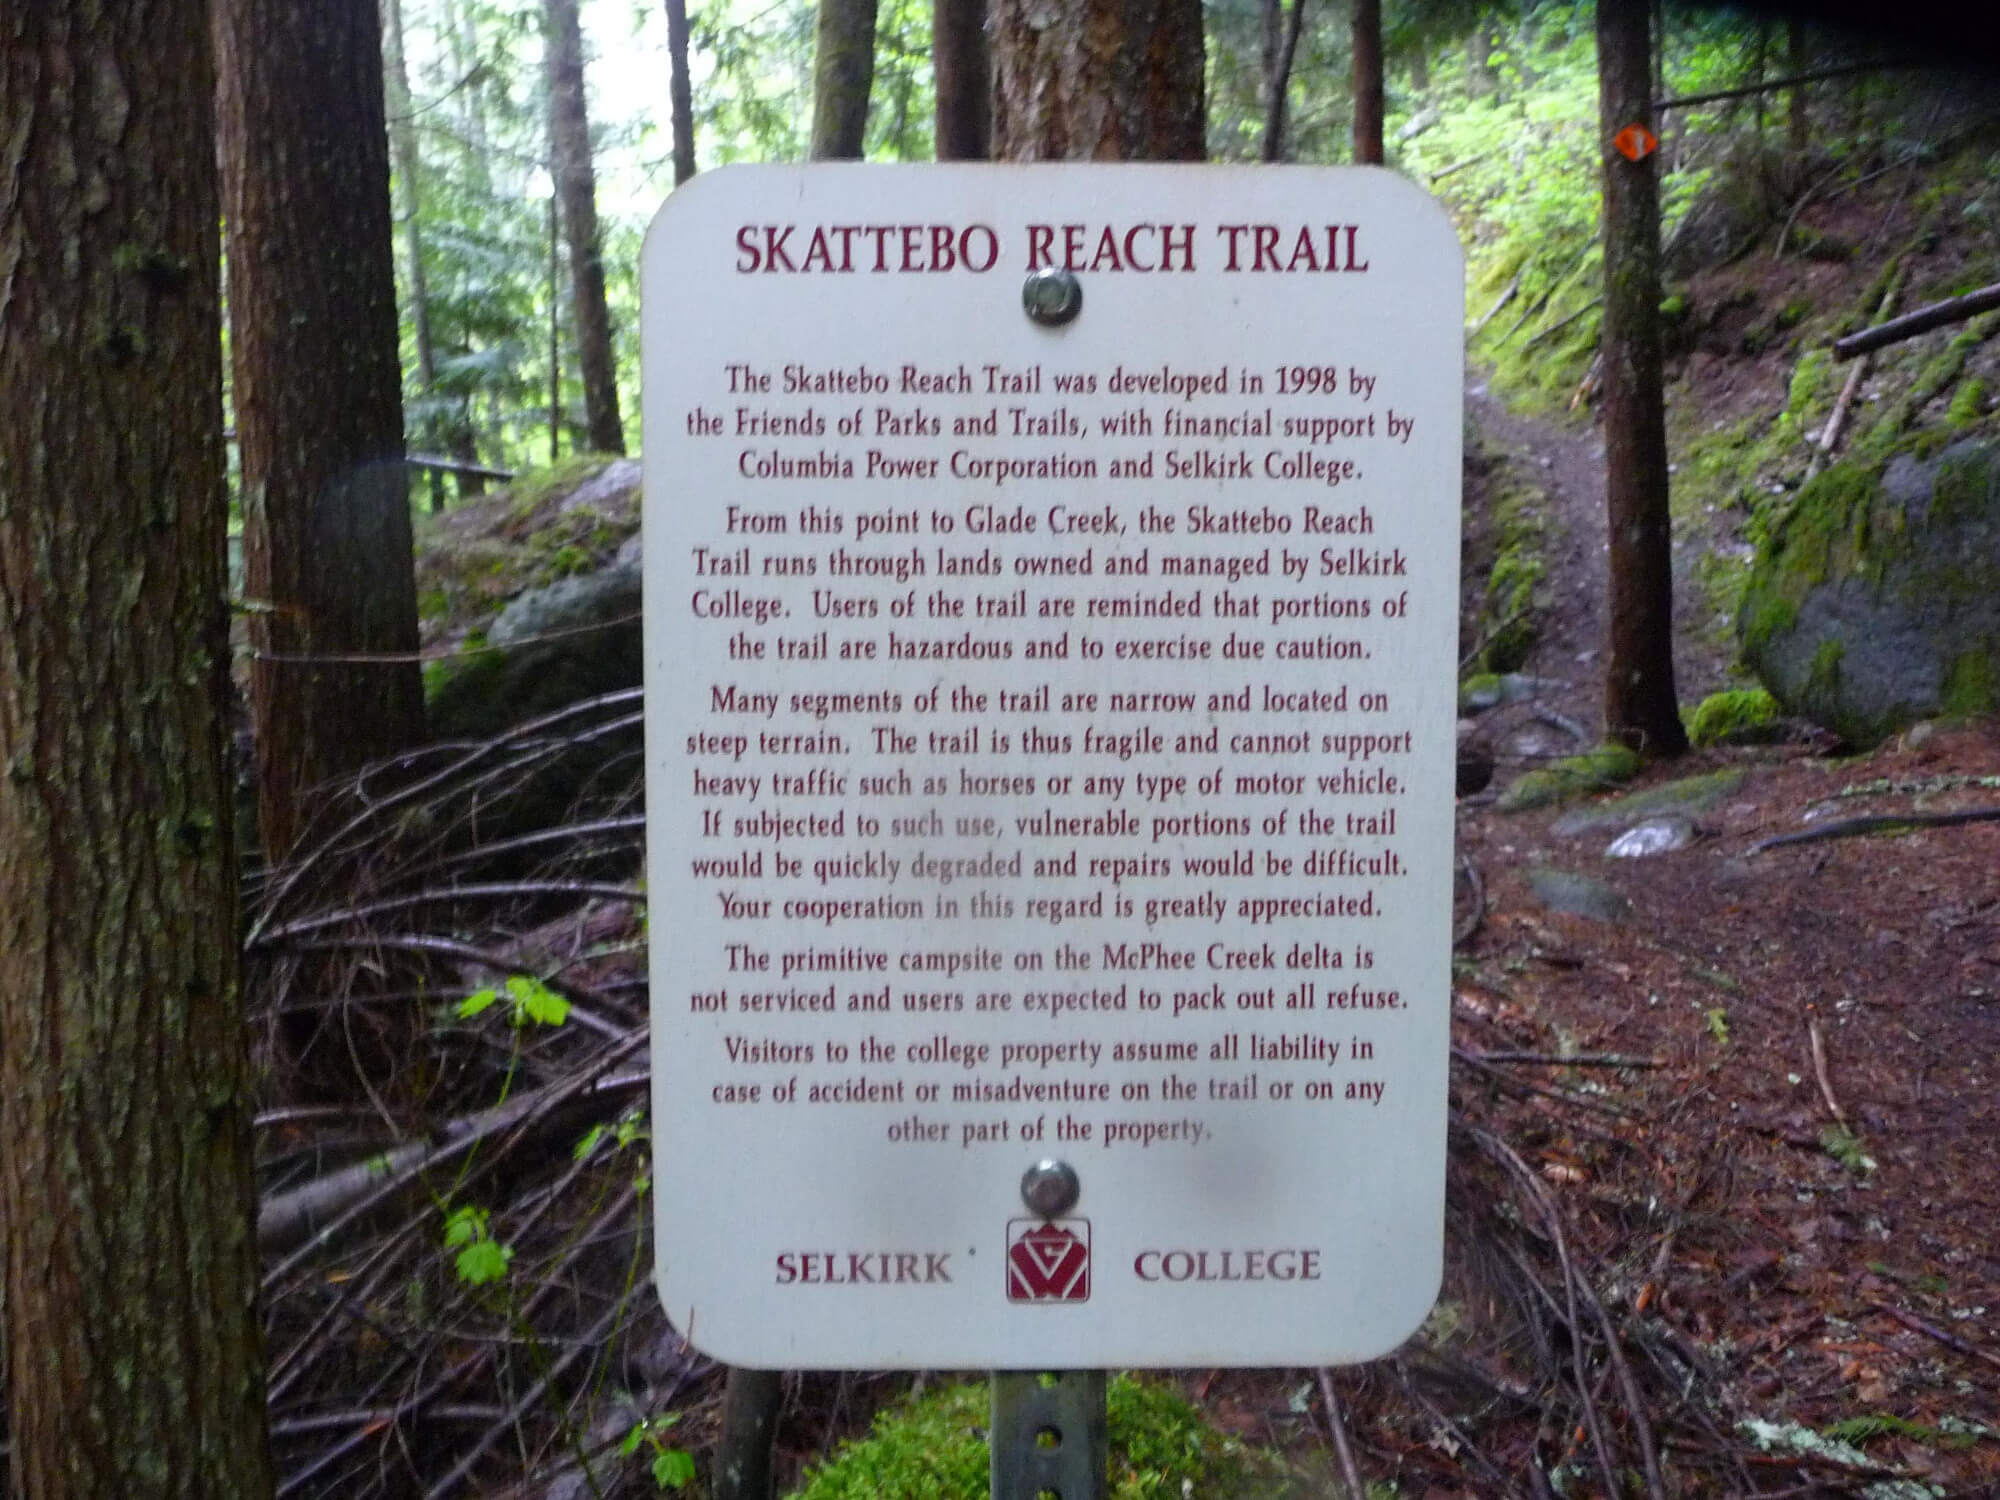 SKATTEBO REACH TRAIL
The Skattebo Reach Trail was developed in 1998 by
the Friends of Parks and Trails, with financial support by
Columbia Power Corporation and Selkirk College.
From this point to Glade Creek, the Skattebo Reach
Trail runs through lands owned and managed by Selkirk
College. Users of the trail are reminded that portions of
the trail are hazardous and to exercise due caution.
Many segments of the trail are narrow and located on
steep terrain. The trail is thus fragile and cannot support
heavy traffic such as horses or any type of motor vehicle.
If subjected to such use, vulnerable portions of the trail
would be quickly degraded and repairs would be difficult.
Your cooperation in this regard is greatly appreciated.
The primitive campsite on the McPhee Creek delta is
not serviced and users are expected to pack out all refuse.
Visitors to the college property assume all liability in
case of accident or misadventure on the trail or on any
other part of the property.
SELKIRK COLLEGE